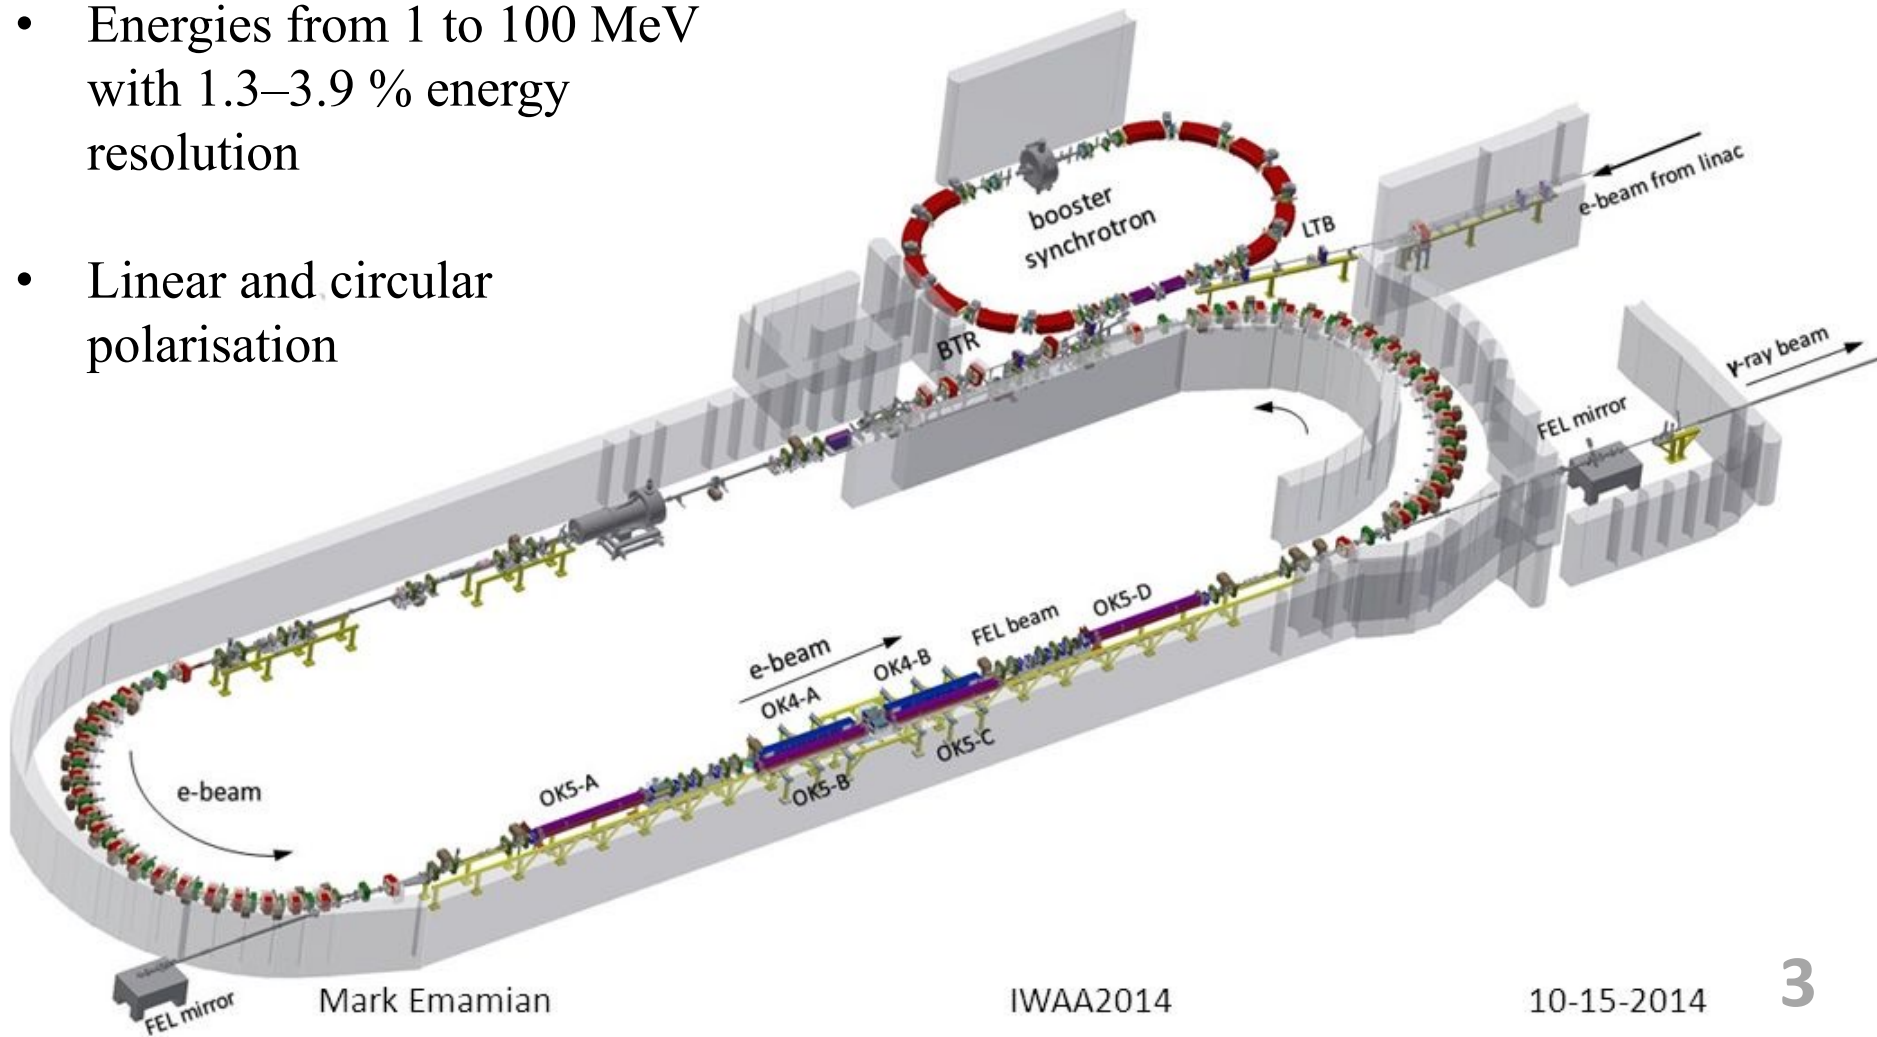 • Energies from 1 to 100 MeV
with 1.3–3.9 % energy
resolution
• Linear and circular
polarisation
booster
synchrotron
LTB
e-beam from linac
BTR
γ-ray beam
FEL mirror
OK5-D
FEL beam
e-beam
OK4-B
OK4-A
OK5-C
OK5-B
OK5-A
e-beam
FEL mirror
Mark Emamian
IWAA2014
10-15-2014
3